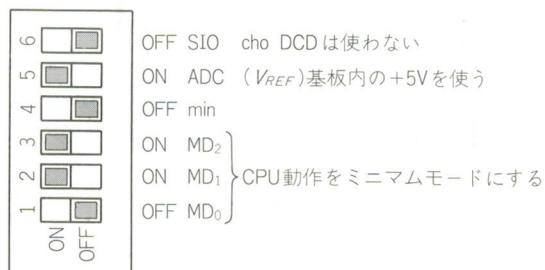 6 OFF SIO cho DCDは使わない
5 ON ADC (VREF)基板内の+5Vを使う
4 OFF min
3 ON MD2
2 ON MD1 CPU動作をミニマムモードにする
1 OFF MD0
ON OFF